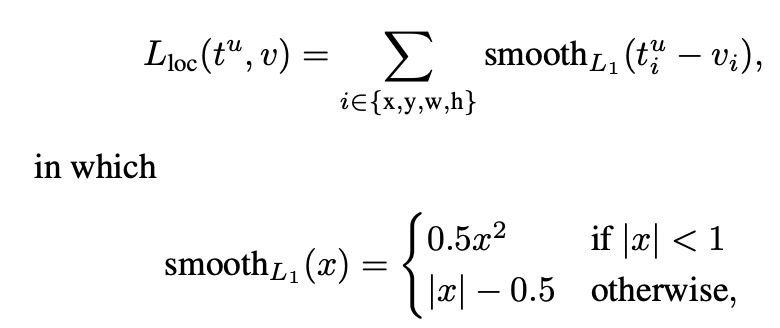 L_loc(t^u, v) = ∑_{i∈{x,y,w,h}} smooth_{L_1}(t_i^u − v_i),
in which
smooth_{L_1}(x) = { 0.5x^2 if |x| < 1
|x| − 0.5 otherwise,